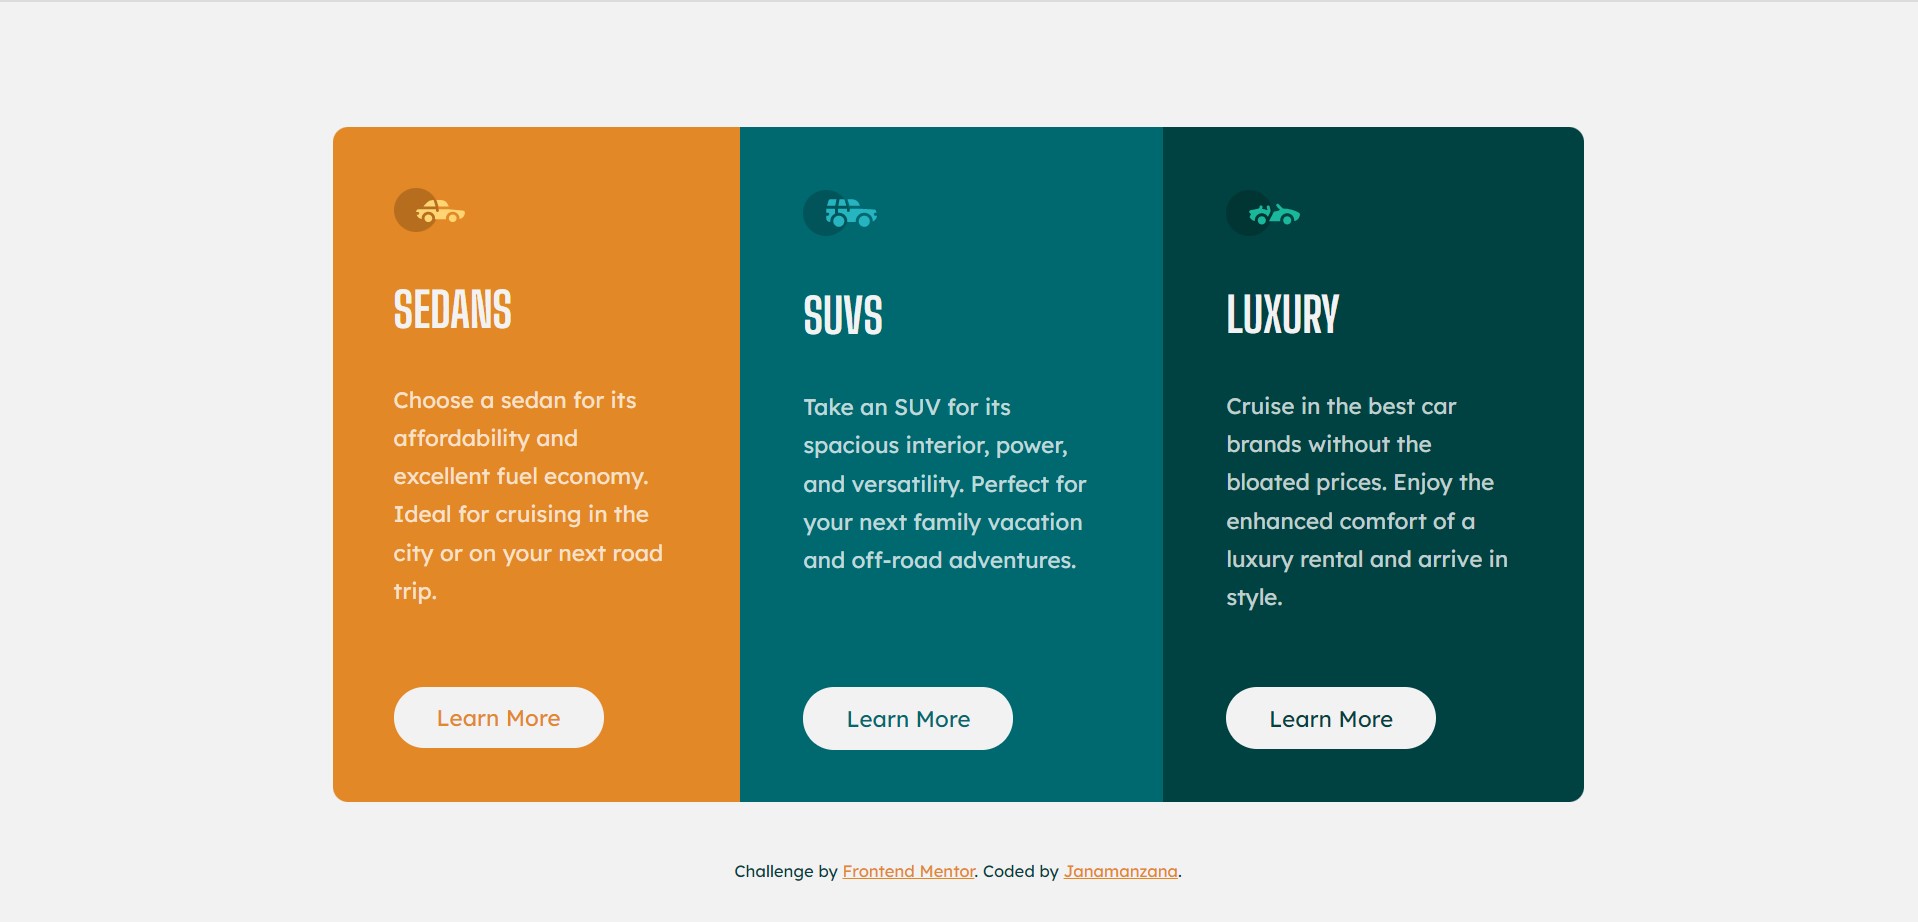 SEDANS
Choose a sedan for its
affordability and
excellent fuel economy.
Ideal for cruising in the
city or on your next road
trip.
Learn More
SUVS
Take an SUV for its
spacious interior, power,
and versatility. Perfect for
your next family vacation
and off-road adventures.
Learn More
LUXURY
Cruise in the best car
brands without the
bloated prices. Enjoy the
enhanced comfort of a
luxury rental and arrive in
style.
Learn More
Challenge by Frontend Mentor. Coded by Janamanzana.